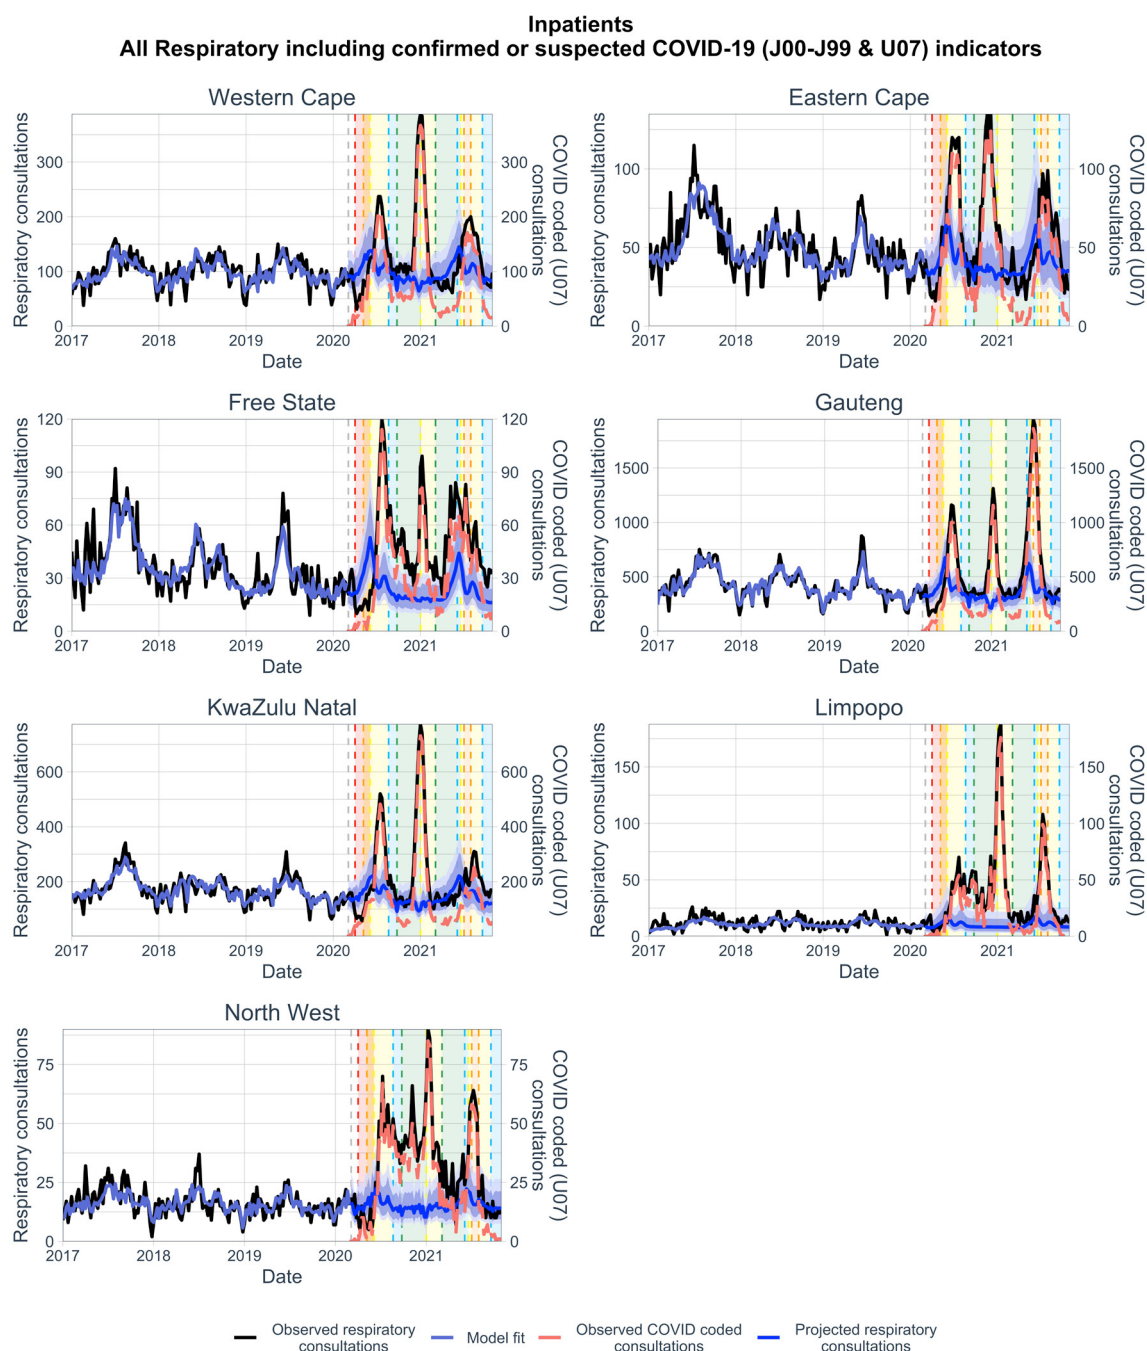 Inpatients
All Respiratory including confirmed or suspected COVID-19 (J00-J99 & U07) indicators
Western Cape
Respiratory consultations
300
200
100
0
2017 2018 2019 2020 2021
Date
300
200
100
0
COVID coded (U07)
consultations
Eastern Cape
Respiratory consultations
100
50
0
2017 2018 2019 2020 2021
Date
100
50
0
COVID coded (U07)
consultations
Free State
Respiratory consultations
120
90
60
30
0
2017 2018 2019 2020 2021
Date
120
90
60
30
0
COVID coded (U07)
consultations
Gauteng
Respiratory consultations
1500
1000
500
0
2017 2018 2019 2020 2021
Date
1500
1000
500
0
COVID coded (U07)
consultations
KwaZulu Natal
Respiratory consultations
600
400
200
2017 2018 2019 2020 2021
Date
600
400
200
0
COVID coded (U07)
consultations
Limpopo
Respiratory consultations
150
100
50
0
2017 2018 2019 2020 2021
Date
150
100
50
0
COVID coded (U07)
consultations
North West
Respiratory consultations
75
50
25
0
2017 2018 2019 2020 2021
Date
75
50
25
0
COVID coded (U07)
consultations
Observed respiratory
consultations
Model fit
Observed COVID coded
consultations
Projected respiratory
consultations